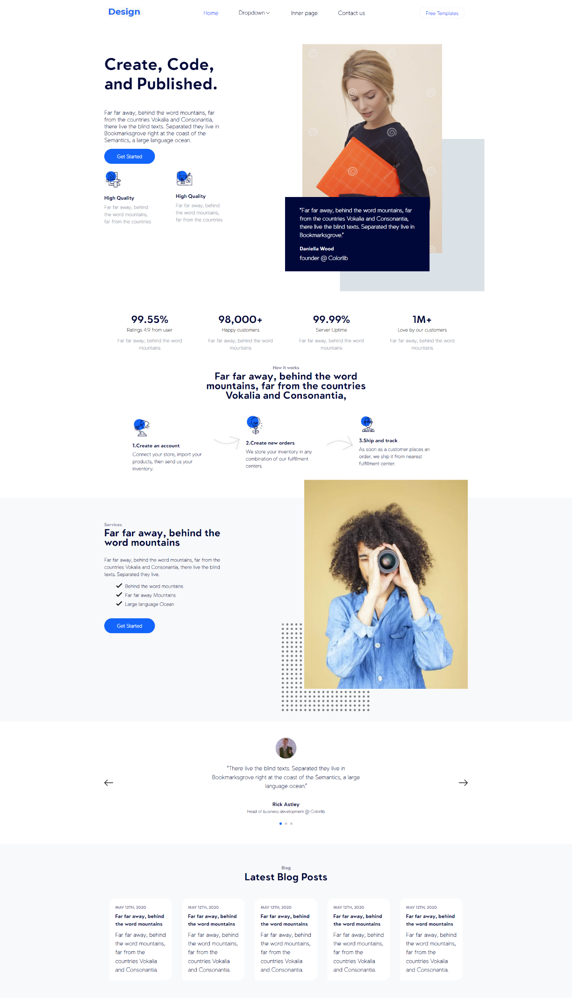 Design
Home
Dropdown
Inner page
Contact us
Free Templates
Create, Code,
and Published.
Far far away, behind the word mountains, far
from the countries Vokalia and Consonantia,
there live the blind texts. Separated they live in
Bookmarksgrove right at the coast of the
Semantics, a large language ocean.
Get Started
High Quality
Far far away, behind
the word mountains,
far from the countries
High Quality
Far far away, behind
the word mountains,
far from the countries
dreamstime
“Far far away, behind the word mountains, far
from the countries Vokalia and Consonantia,
there live the blind texts. Separated they live in
Bookmarksgrove.”
Daniella Wood
founder @ Colorlib
99.55%
Ratings 4.9 from user
Far far away, behind the word
mountains
98,000+
Happy customers
Far far away, behind the word
mountains
99.99%
Server Uptime
Far far away, behind the word
mountains
1M+
Love by our customers
Far far away, behind the word
mountains
How it works
Far far away, behind the word
mountains, far from the countries
Vokalia and Consonantia,
1.Create an account
Connect your store, import your
products, then send us your
inventory.
2.Create new orders
We store your inventory in any
combination of our fulfillment
centers.
3.Ship and track
As soon as a customer places an
order, we ship it from nearest
fulfillment center.
Services
Far far away, behind the
word mountains
Far far away, behind the word mountains, far from the
countries Vokalia and Consonantia, there live the blind
texts. Separated they live.
Behind the word mountains
Far far away Mountains
Large language Ocean
Get Started
“There live the blind texts. Separated they live in
Bookmarksgrove right at the coast of the Semantics, a large
language ocean.”
Rick Astley
Head of business development @ Colorlib
Blog
Latest Blog Posts
MAY 12TH, 2020
Far far away, behind
the word mountains
Far far away, behind
the word mountains,
far from the
countries Vokalia
and Consonantia.
MAY 12TH, 2020
Far far away, behind
the word mountains
Far far away, behind
the word mountains,
far from the
countries Vokalia
and Consonantia.
MAY 12TH, 2020
Far far away, behind
the word mountains
Far far away, behind
the word mountains,
far from the
countries Vokalia
and Consonantia.
MAY 12TH, 2020
Far far away, behind
the word mountains
Far far away, behind
the word mountains,
far from the
countries Vokalia
and Consonantia.
MAY 12TH, 2020
Far far away, behind
the word mountains
Far far away, behind
the word mountains,
far from the
countries Vokalia
and Consonantia.